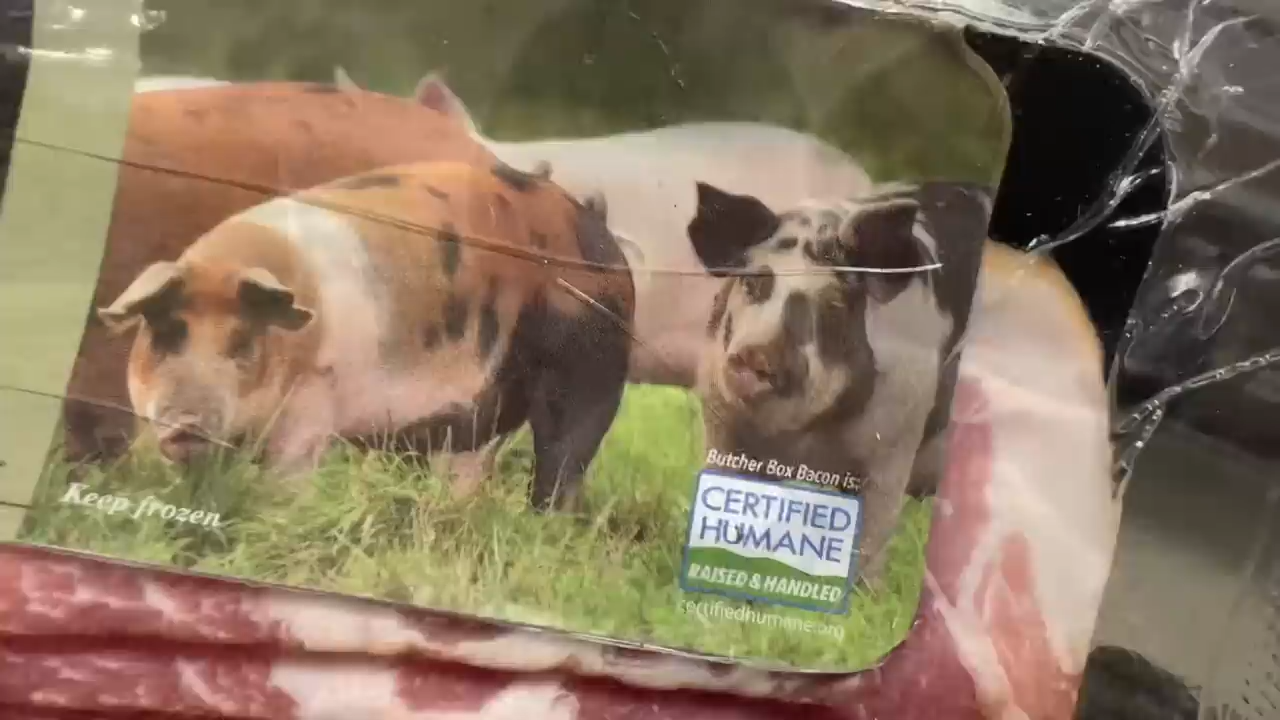 Keep frozen
Butcher Box Bacon is:
CERTIFIED
HUMANE
RAISED & HANDLED
certifiedhumane.org